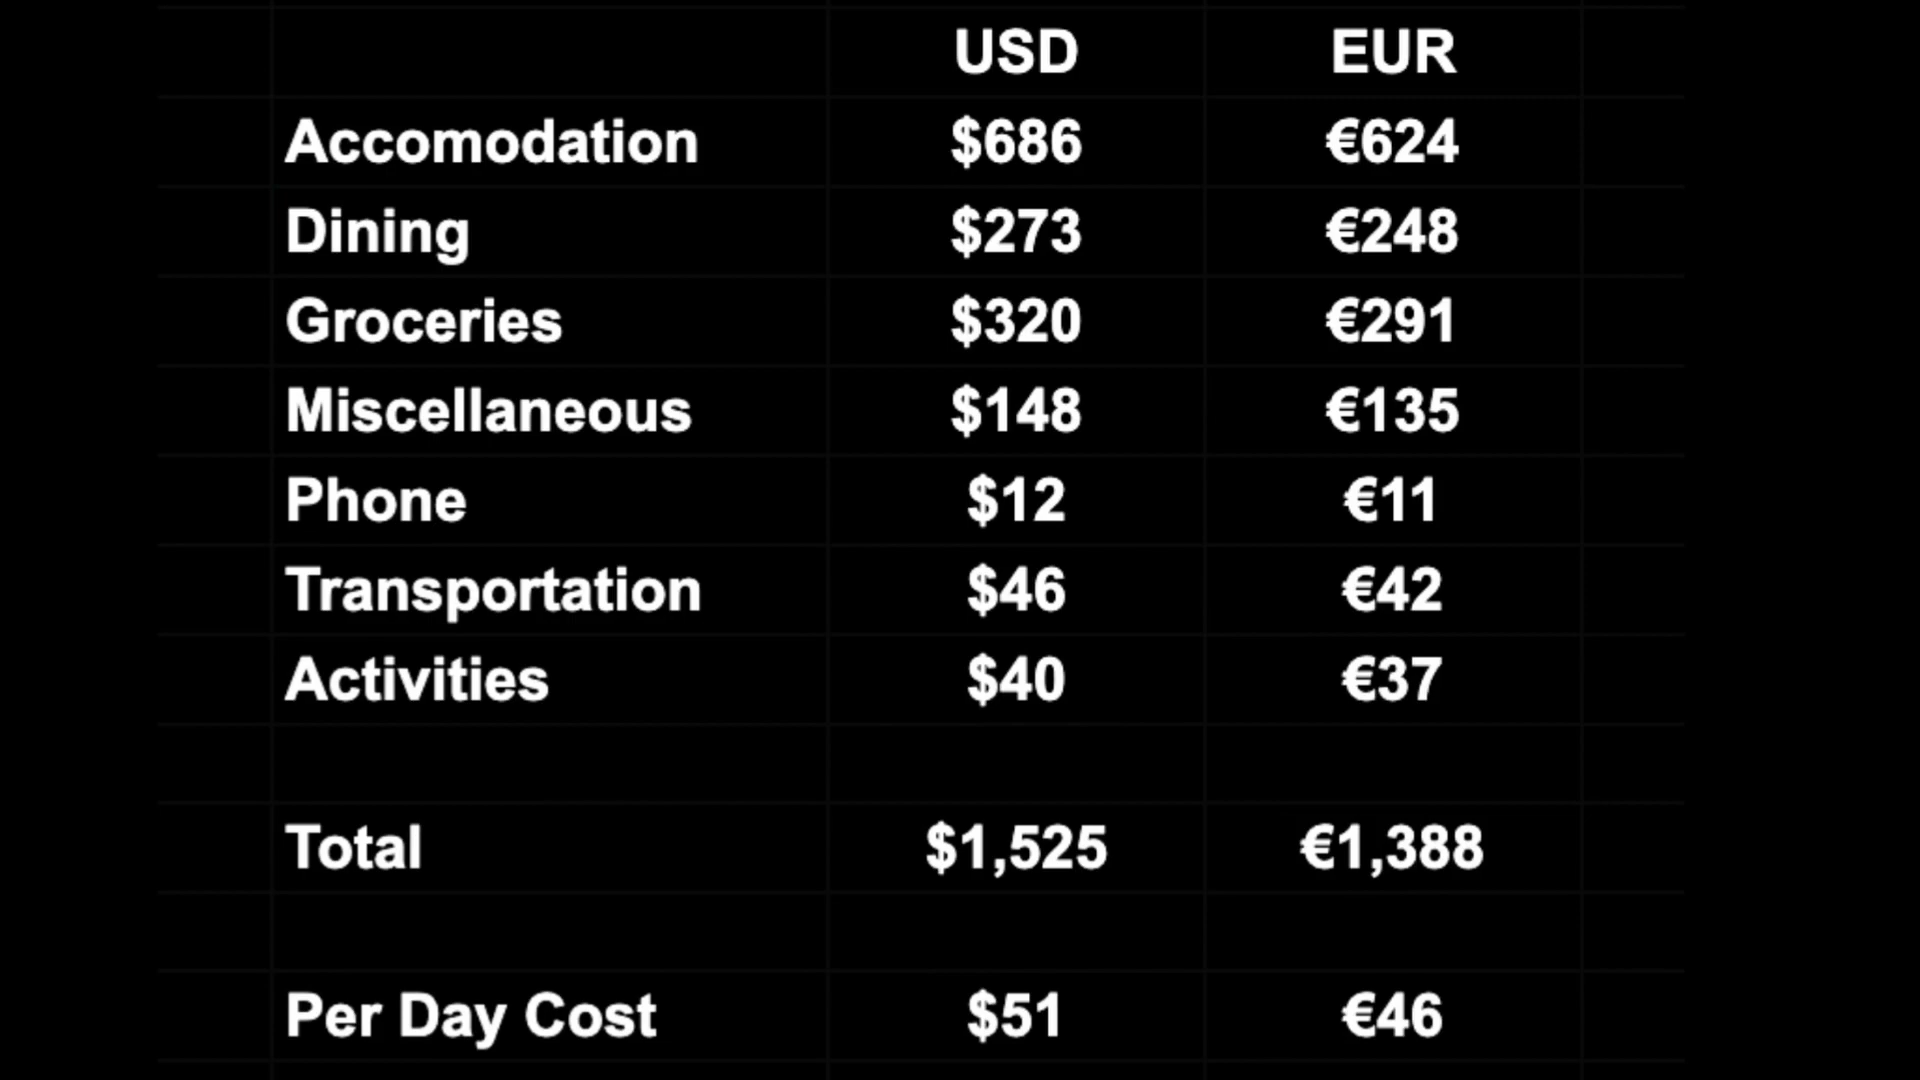 USD EUR
Accomodation $686 €624
Dining $273 €248
Groceries $320 €291
Miscellaneous $148 €135
Phone $12 €11
Transportation $46 €42
Activities $40 €37
Total $1,525 €1,388
Per Day Cost $51 €46